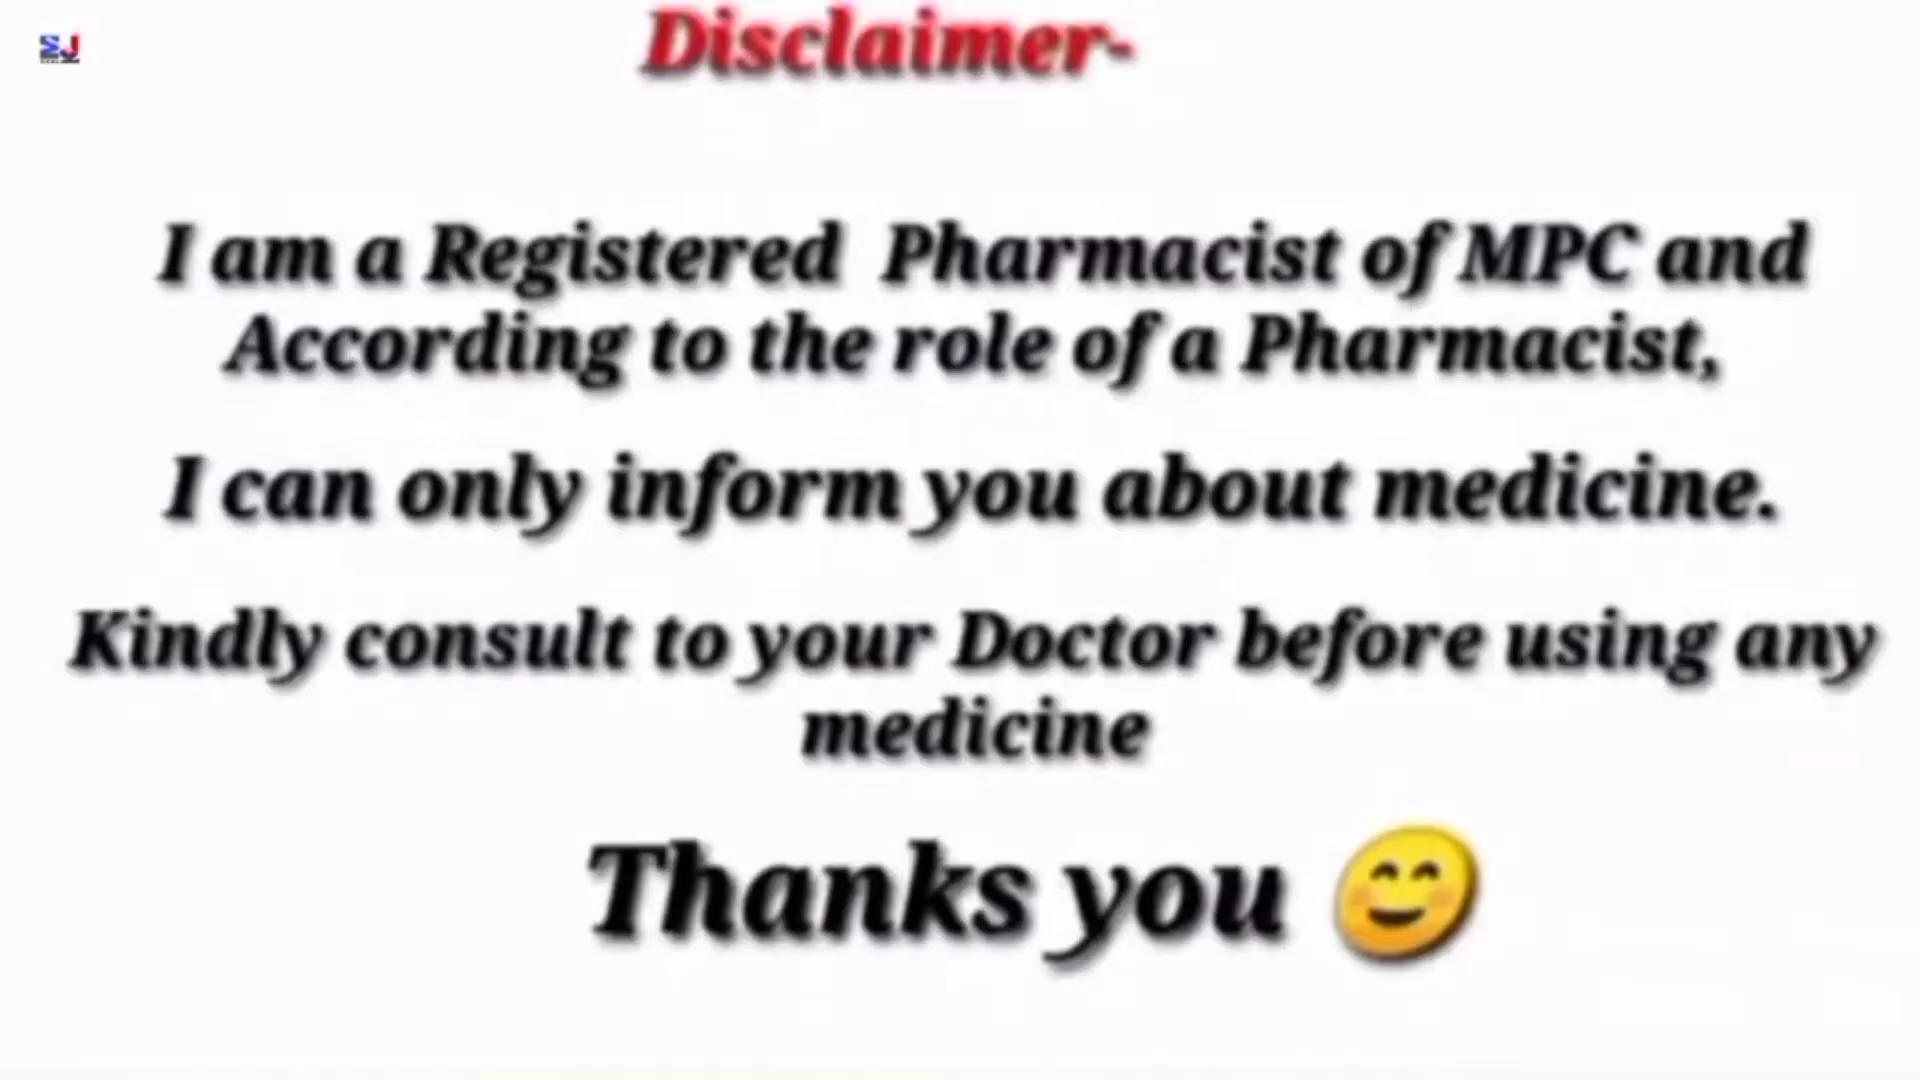 Disclaimer-
I am a Registered Pharmacist of MPC and
According to the role of a Pharmacist,
I can only inform you about medicine.
Kindly consult to your Doctor before using any
medicine
Thanks you 😊